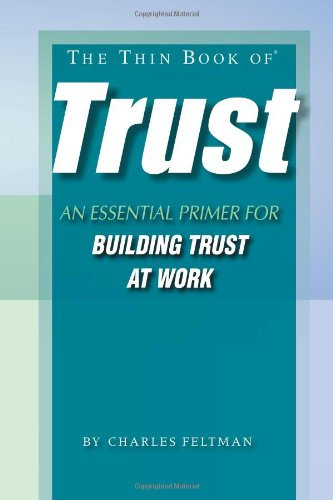 THE THIN BOOK OF®
Trust
AN ESSENTIAL PRIMER FOR
BUILDING TRUST
AT WORK
BY CHARLES FELTMAN